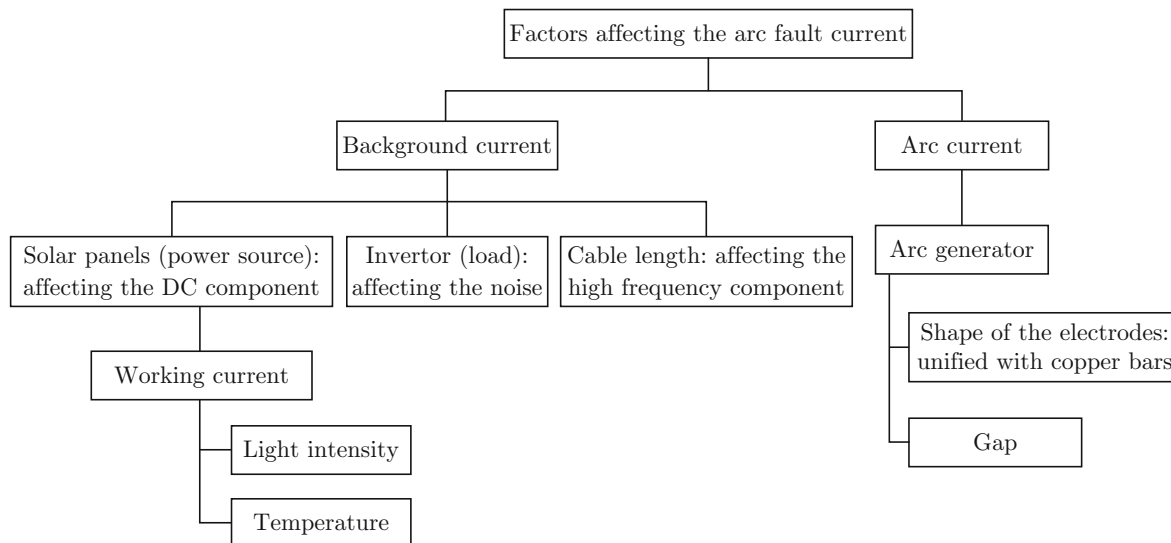 Factors affecting the arc fault current
Background current
Arc current
Solar panels (power source):
affecting the DC component
Invertor (load):
affecting the noise
Cable length: affecting the
high frequency component
Arc generator
Shape of the electrodes:
unified with copper bars
Working current
Gap
Light intensity
Temperature